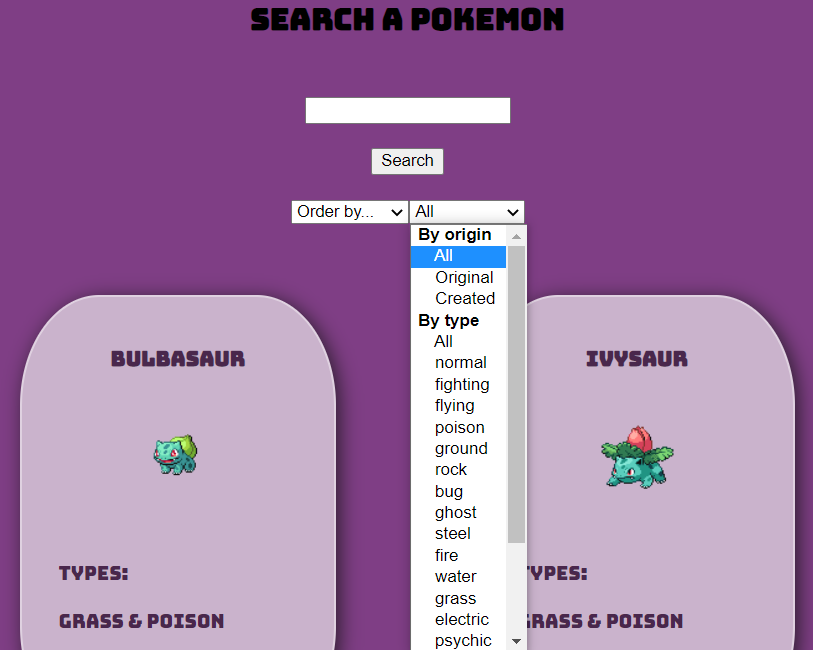 SEARCH A POKEMON
Search
Order by...
All
By origin
All
Original
Created
By type
All
normal
fighting
flying
poison
ground
rock
bug
ghost
steel
fire
water
grass
electric
psychic
BULBASAUR
TYPES:
GRASS & POISON
IVYSAUR
TYPES:
GRASS & POISON